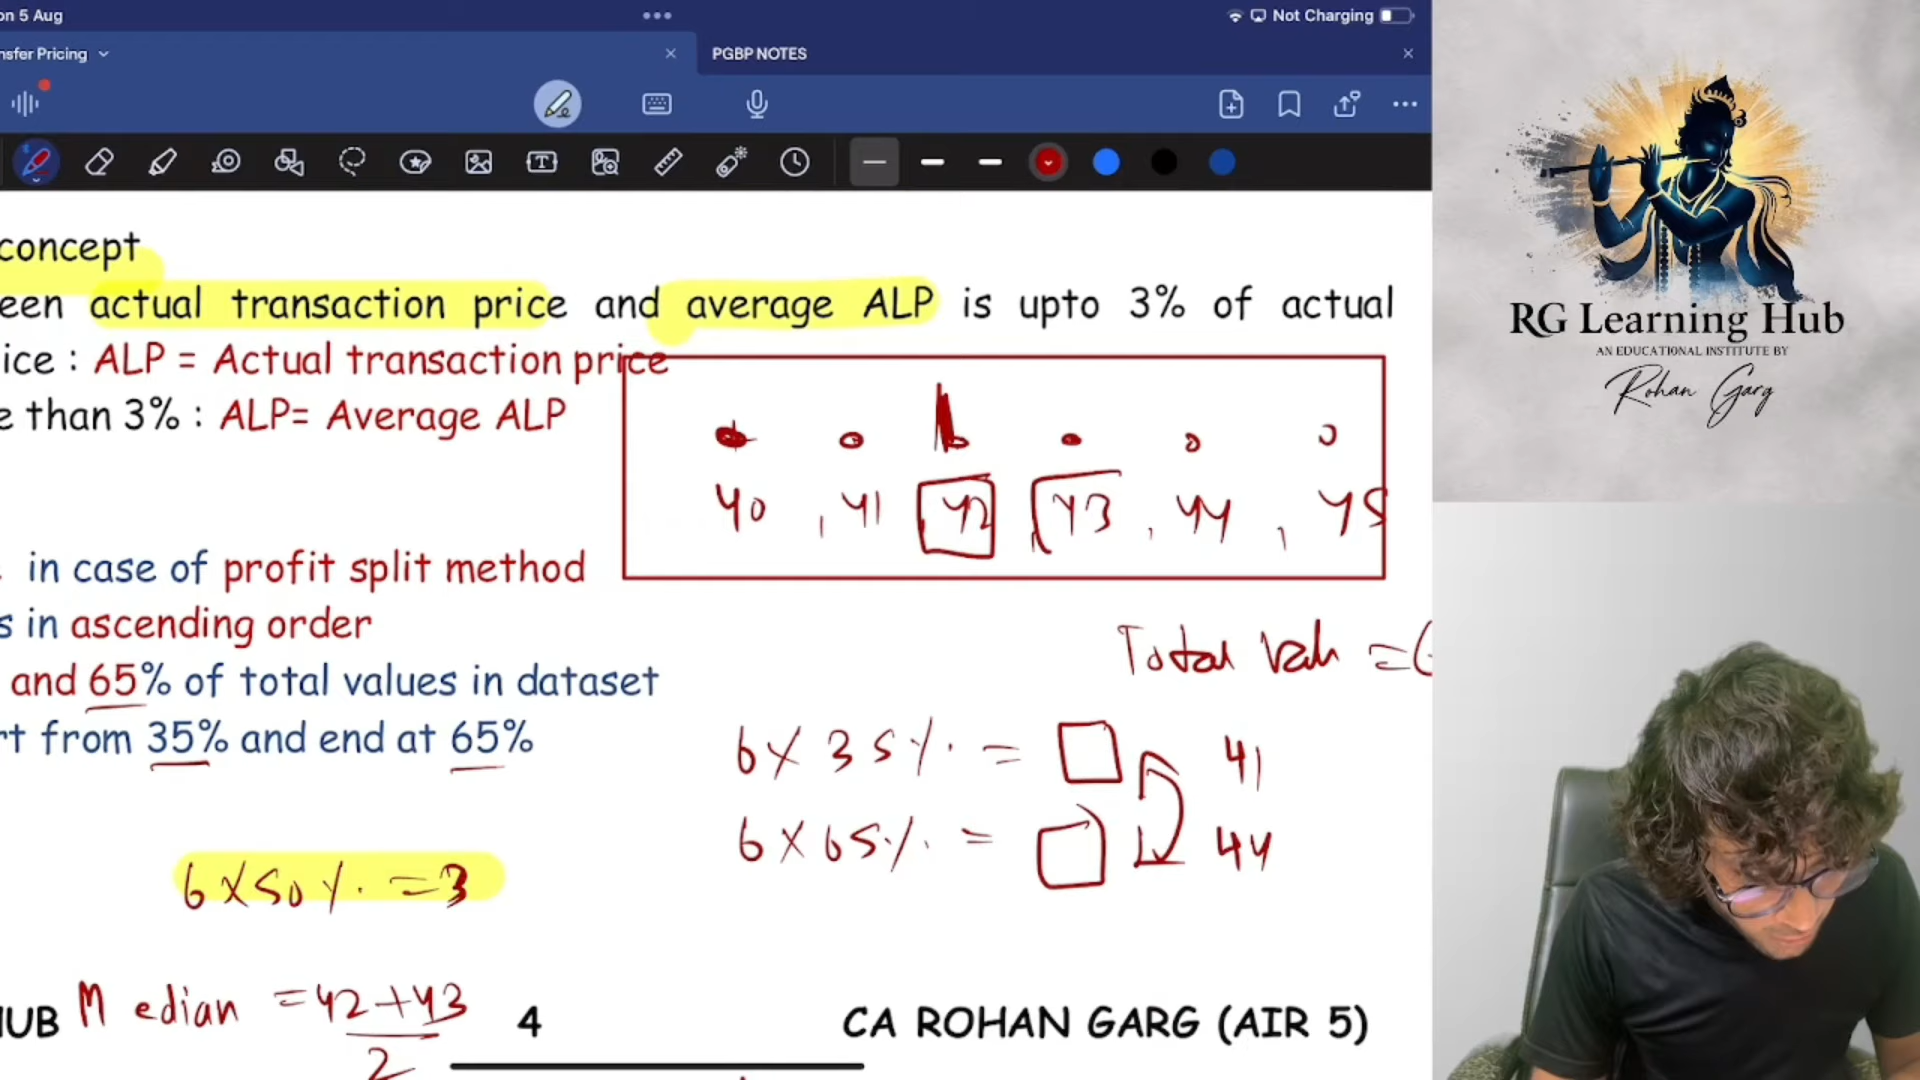 on 5 Aug
Not Charging
nsfer Pricing
PGBP NOTES
concept
een actual transaction price and average ALP is upto 3% of actual
ice : ALP = Actual transaction price
e than 3% : ALP= Average ALP
40 , 41 , 42 , 43 , 44 , 45
in case of profit split method
s in ascending order
Total =
and 65% of total values in dataset
rt from 35% and end at 65%
6 X 35% = 41
6 X 65% = 44
6 X 50% = 3
Median = 42+43
2
HUB 4 CA ROHAN GARG (AIR 5)
RG Learning Hub
AN EDUCATIONAL INSTITUTE BY
Rohan Garg